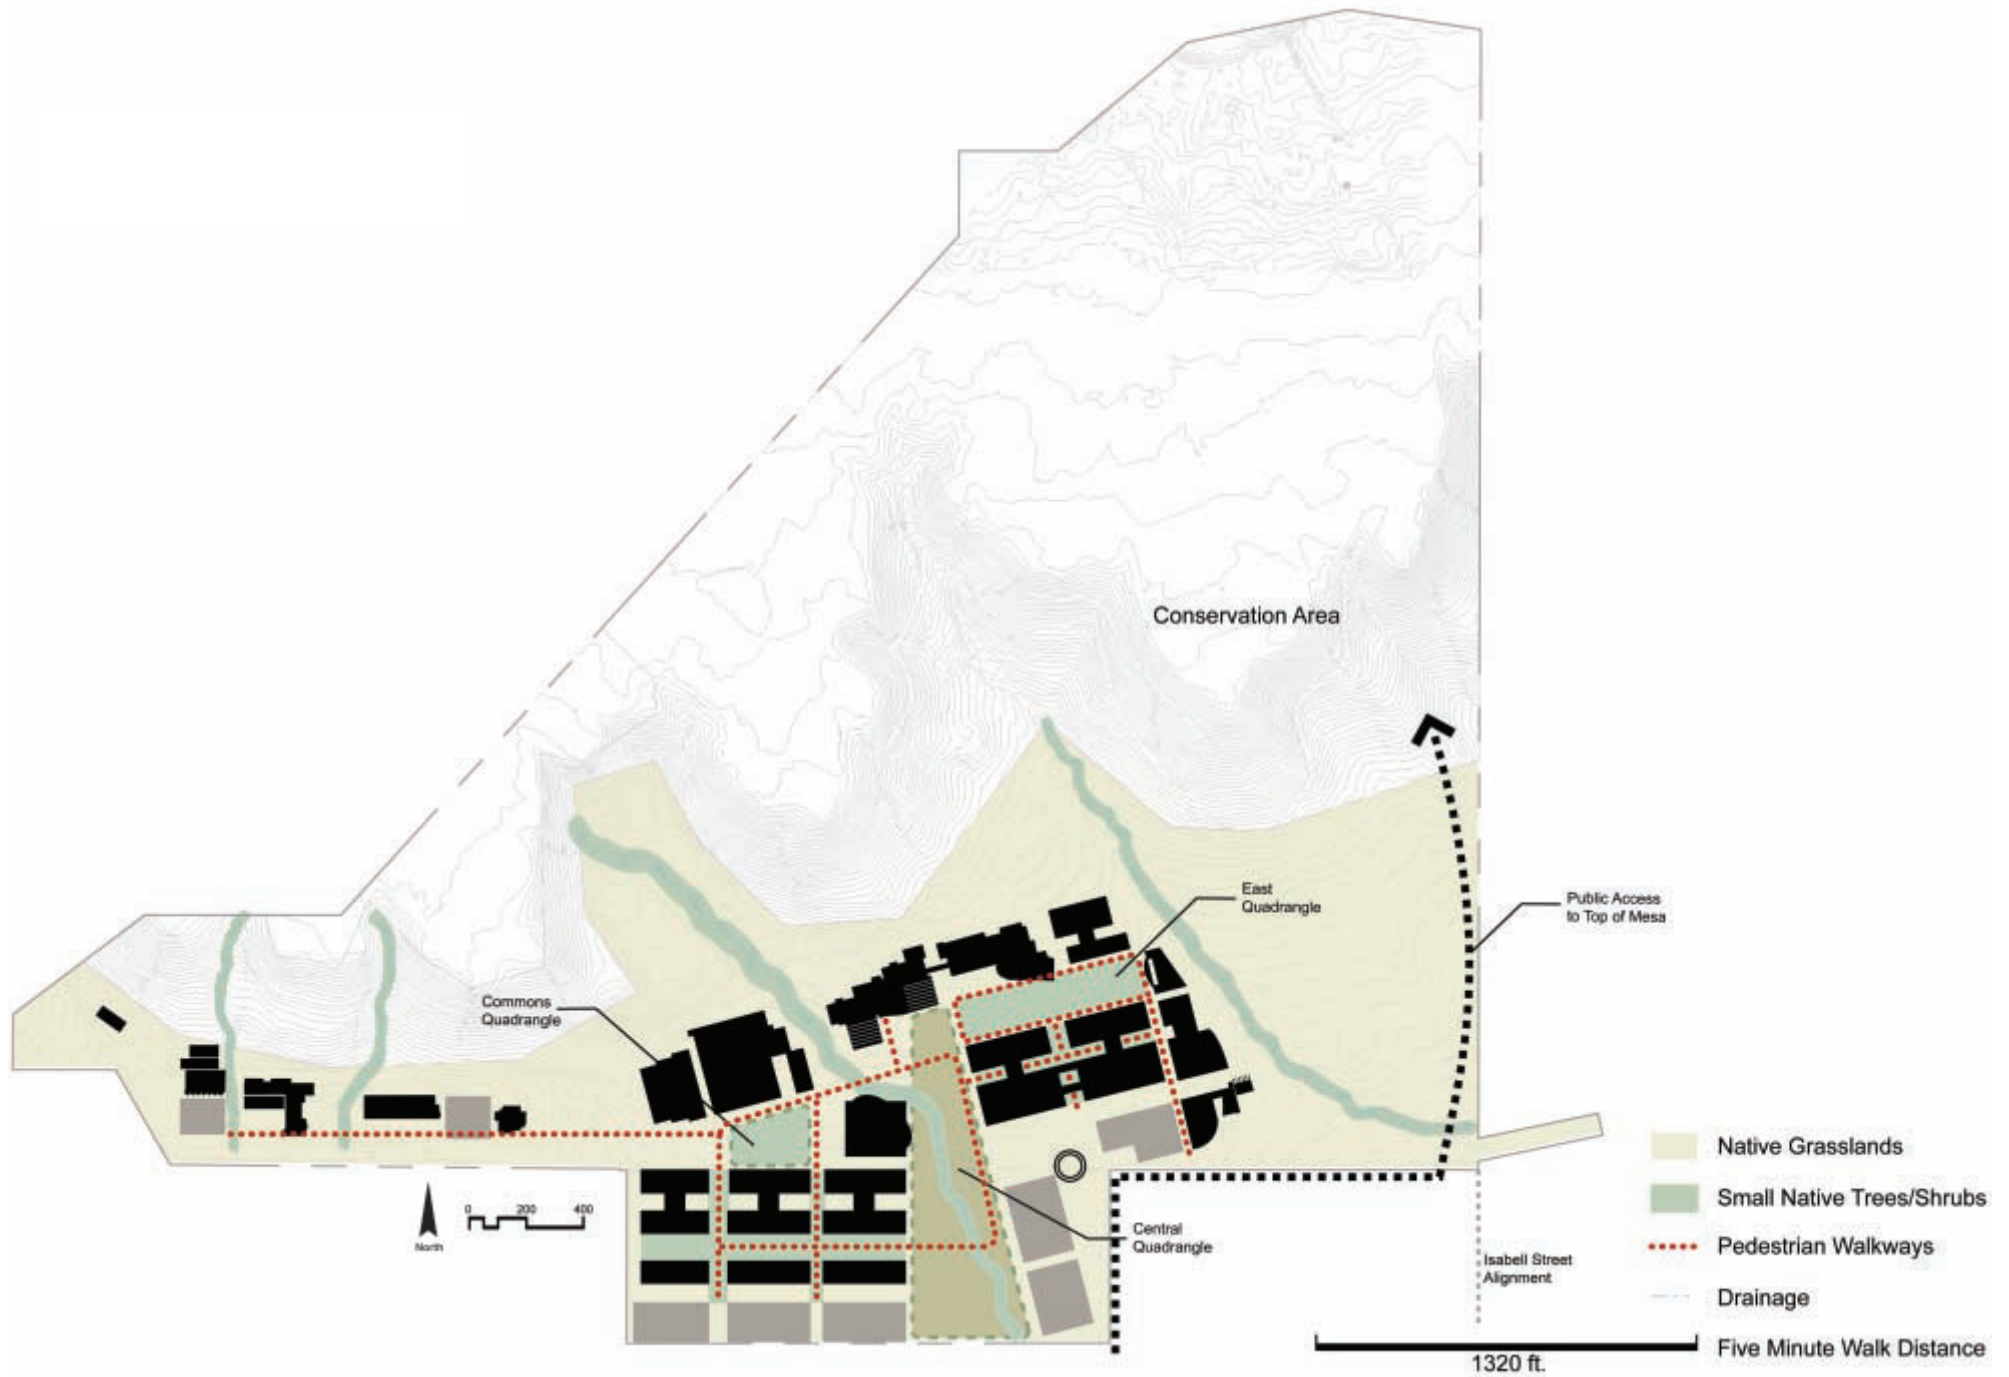 Conservation Area
East
Quadrangle
Public Access
to Top of Mesa
Commons
Quadrangle
Central
Quadrangle
North
0 200 400
Isabell Street
Alignment
Native Grasslands
Small Native Trees/Shrubs
Pedestrian Walkways
Drainage
Five Minute Walk Distance
1320 ft.